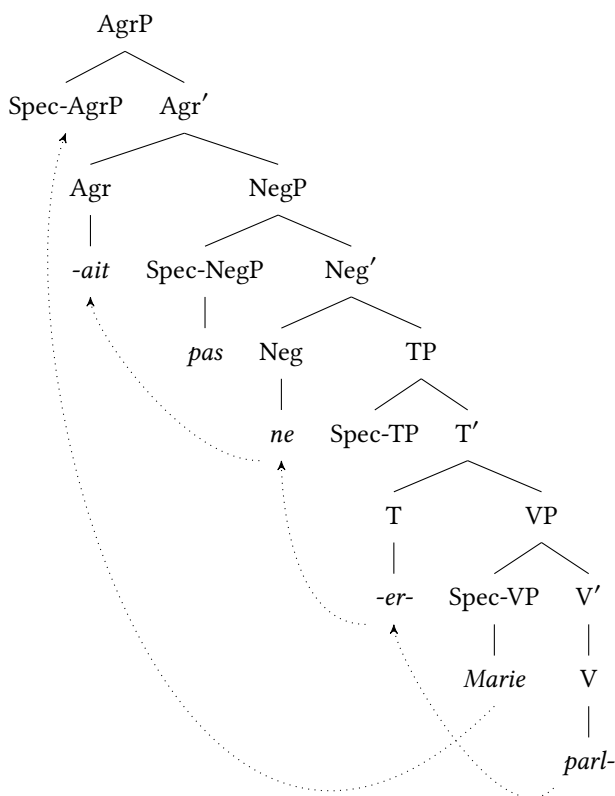 AgrP
Spec-AgrP Agr′
Agr NegP
-ait Spec-NegP Neg′
pas Neg TP
ne Spec-TP T′
T VP
-er- Spec-VP V′
Marie V
parl-